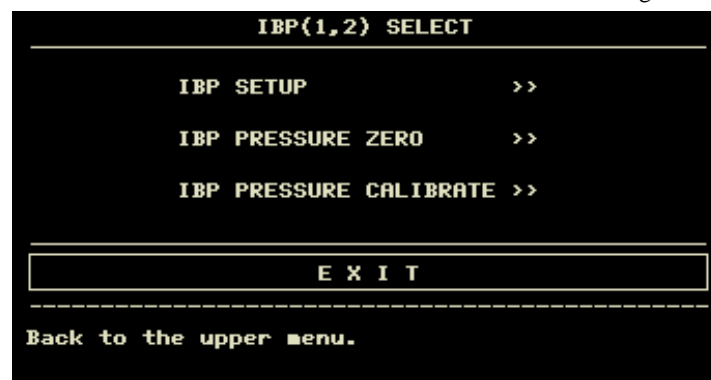 IBP(1,2) SELECT
IBP SETUP >>
IBP PRESSURE ZERO >>
IBP PRESSURE CALIBRATE >>
E X I T
Back to the upper menu.